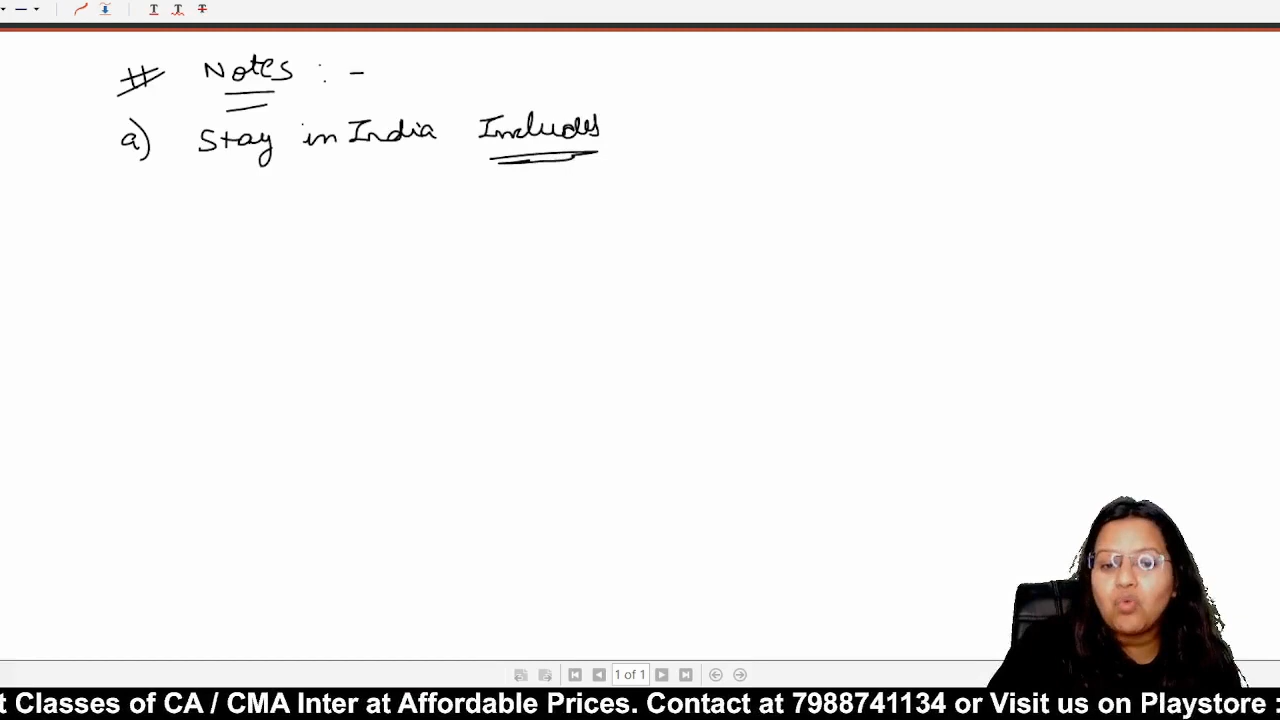 # Notes : -
a) Stay in India Includes
1 of 1
t Classes of CA / CMA Inter at Affordable Prices. Contact at 7988741134 or Visit us on Playstore :